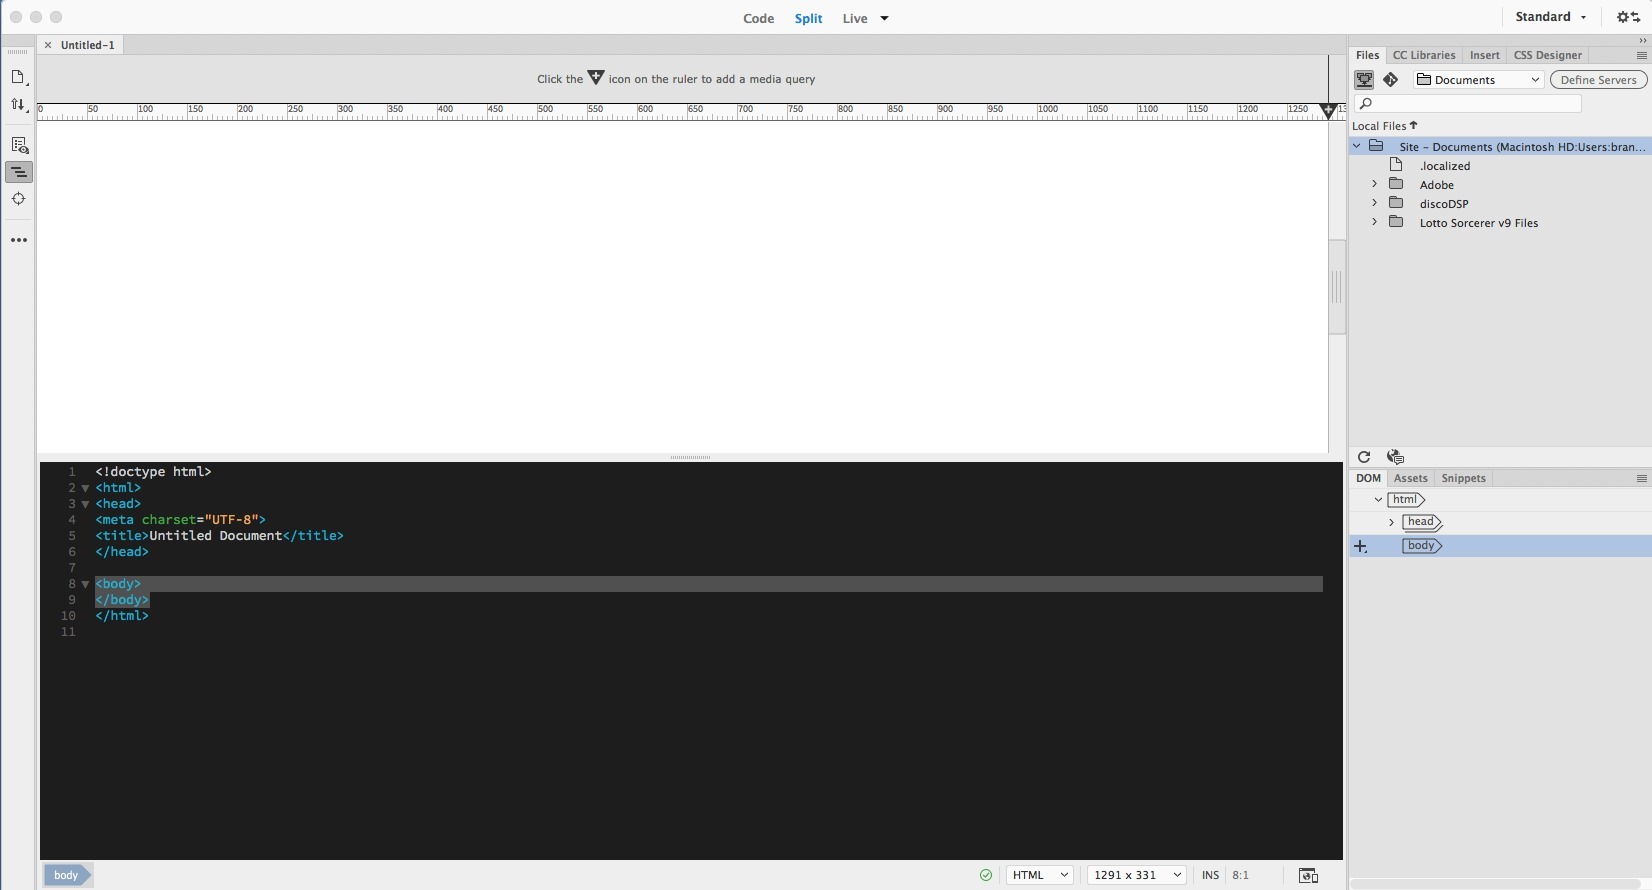 Code Split Live
Standard
Untitled-1
Click the icon on the ruler to add a media query
0 50 100 150 200 250 300 350 400 450 500 550 600 650 700 750 800 850 900 950 1000 1050 1100 1150 1200 1250
Files CC Libraries Insert CSS Designer
Documents Define Servers
Local Files
Site – Documents (Macintosh HD:Users:bran...
.localized
Adobe
discoDSP
Lotto Sorcerer v9 Files
1 <!doctype html>
2 <html>
3 <head>
4 <meta charset="UTF-8">
5 <title>Untitled Document</title>
6 </head>
7
8 <body>
9 </body>
10 </html>
11
DOM Assets Snippets
html
head
body
body
HTML 1291 x 331 INS 8:1